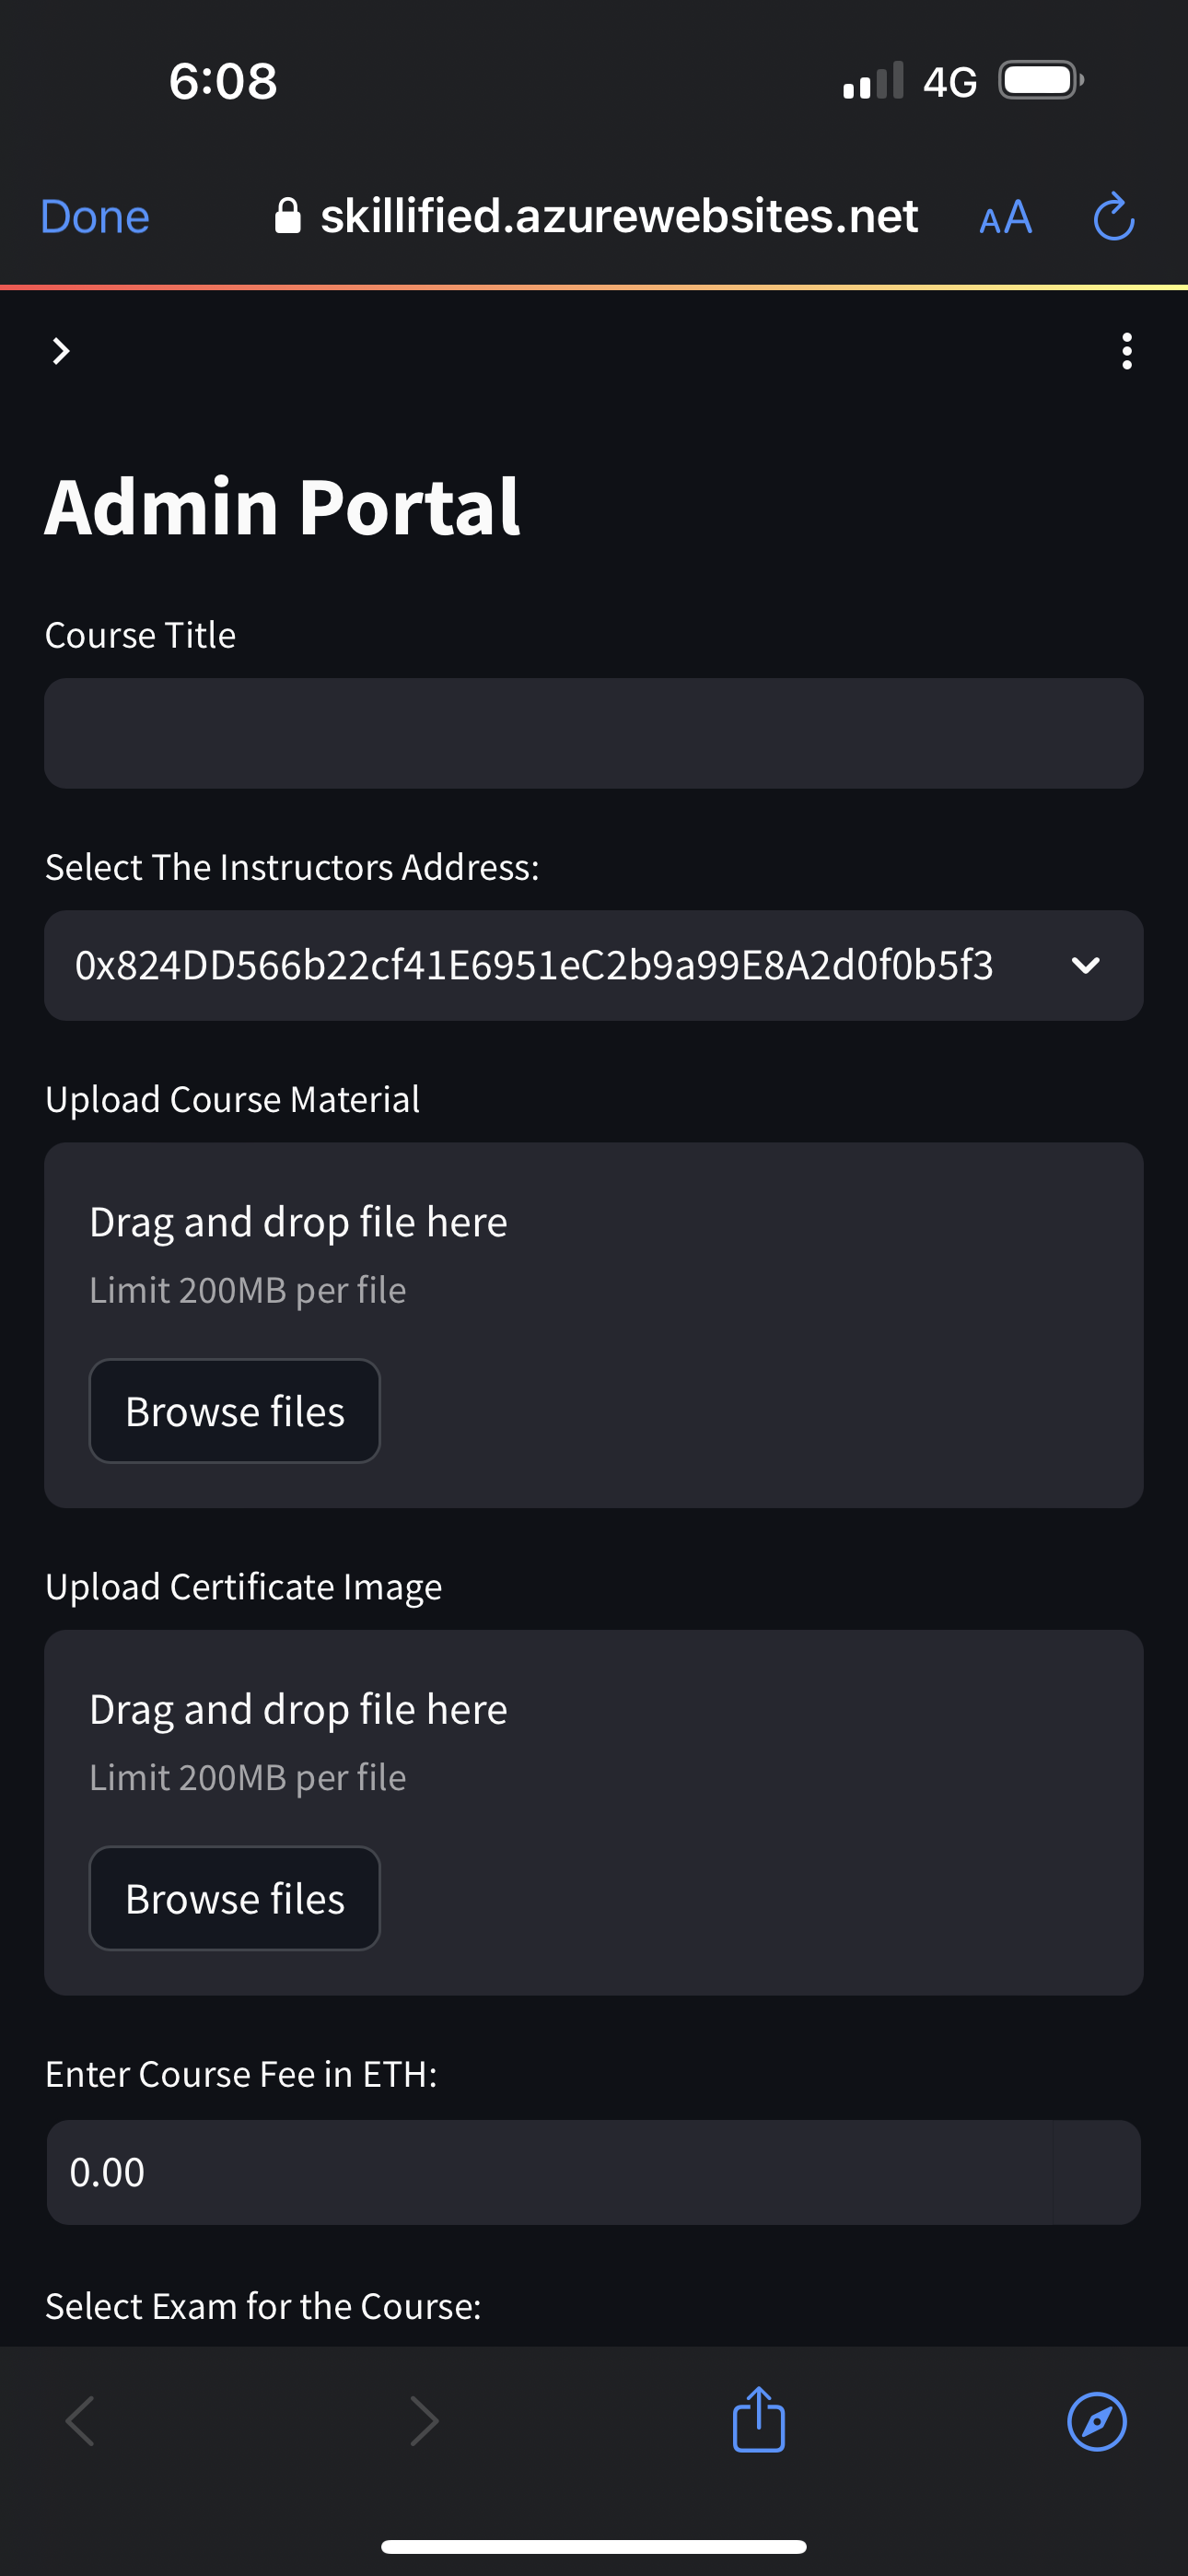 6:08
4G
Done
skillified.azurewebsites.net
AA
Admin Portal
Course Title
Select The Instructors Address:
0x824DD566b22cf41E6951eC2b9a99E8A2d0f0b5f3
Upload Course Material
Drag and drop file here
Limit 200MB per file
Browse files
Upload Certificate Image
Drag and drop file here
Limit 200MB per file
Browse files
Enter Course Fee in ETH:
0.00
Select Exam for the Course: